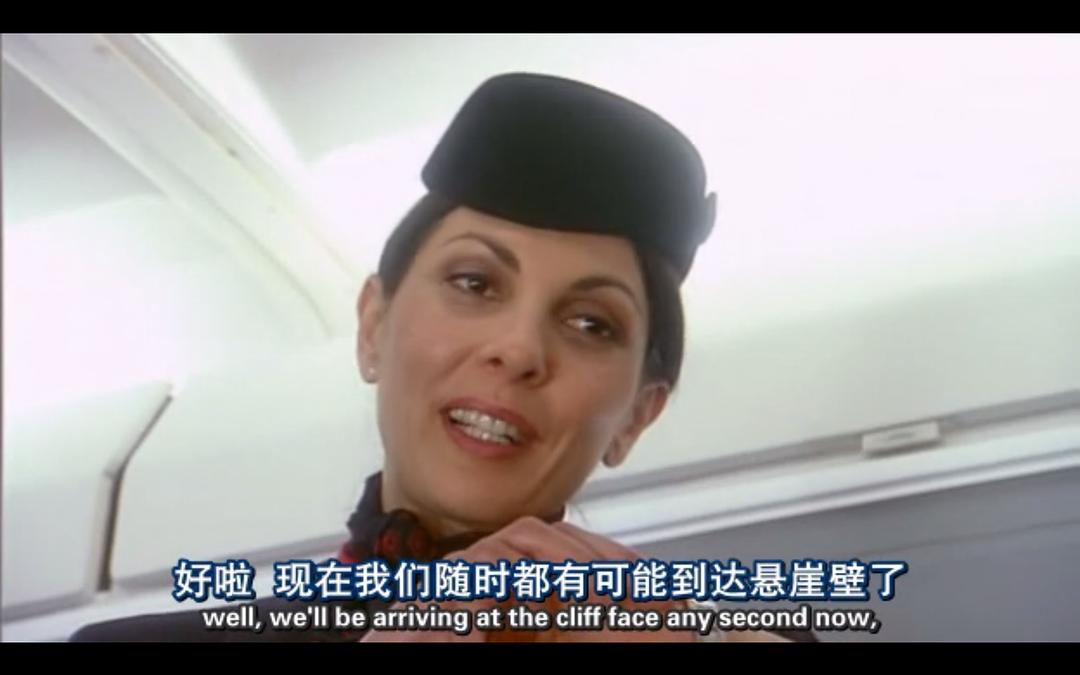 好啦 现在我们随时都有可能到达悬崖壁了
well, we'll be arriving at the cliff face any second now,